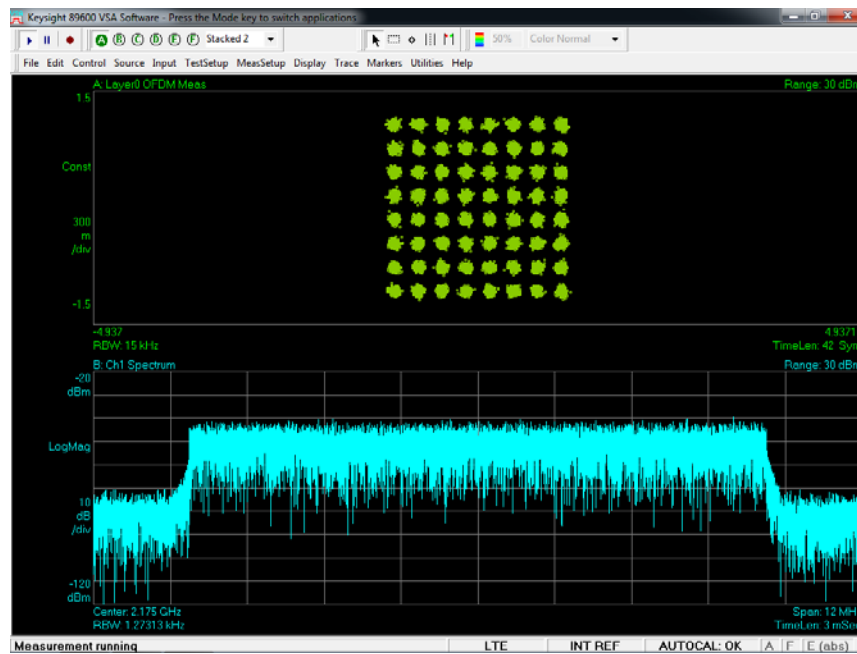 Keysight 89600 VSA Software - Press the Mode key to switch applications
A B C D E F Stacked 2 50% Color Normal
File Edit Control Source Input TestSetup MeasSetup Display Trace Markers Utilities Help
A: Layer0 OFDM Meas Range: 30 dBm
1.5
Const
300
m
/div
-1.5
-4.937 4.9371
RBW: 15 kHz TimeLen: 42 Sym
B: Ch1 Spectrum Range: 30 dBm
-20
dBm
LogMag
10
dB
/div
-120
dBm
Center: 2.175 GHz Span: 12 MH
RBW: 1.27313 kHz TimeLen: 3 mSec
Measurement running LTE INT REF AUTOCAL: OK A F E (abs)